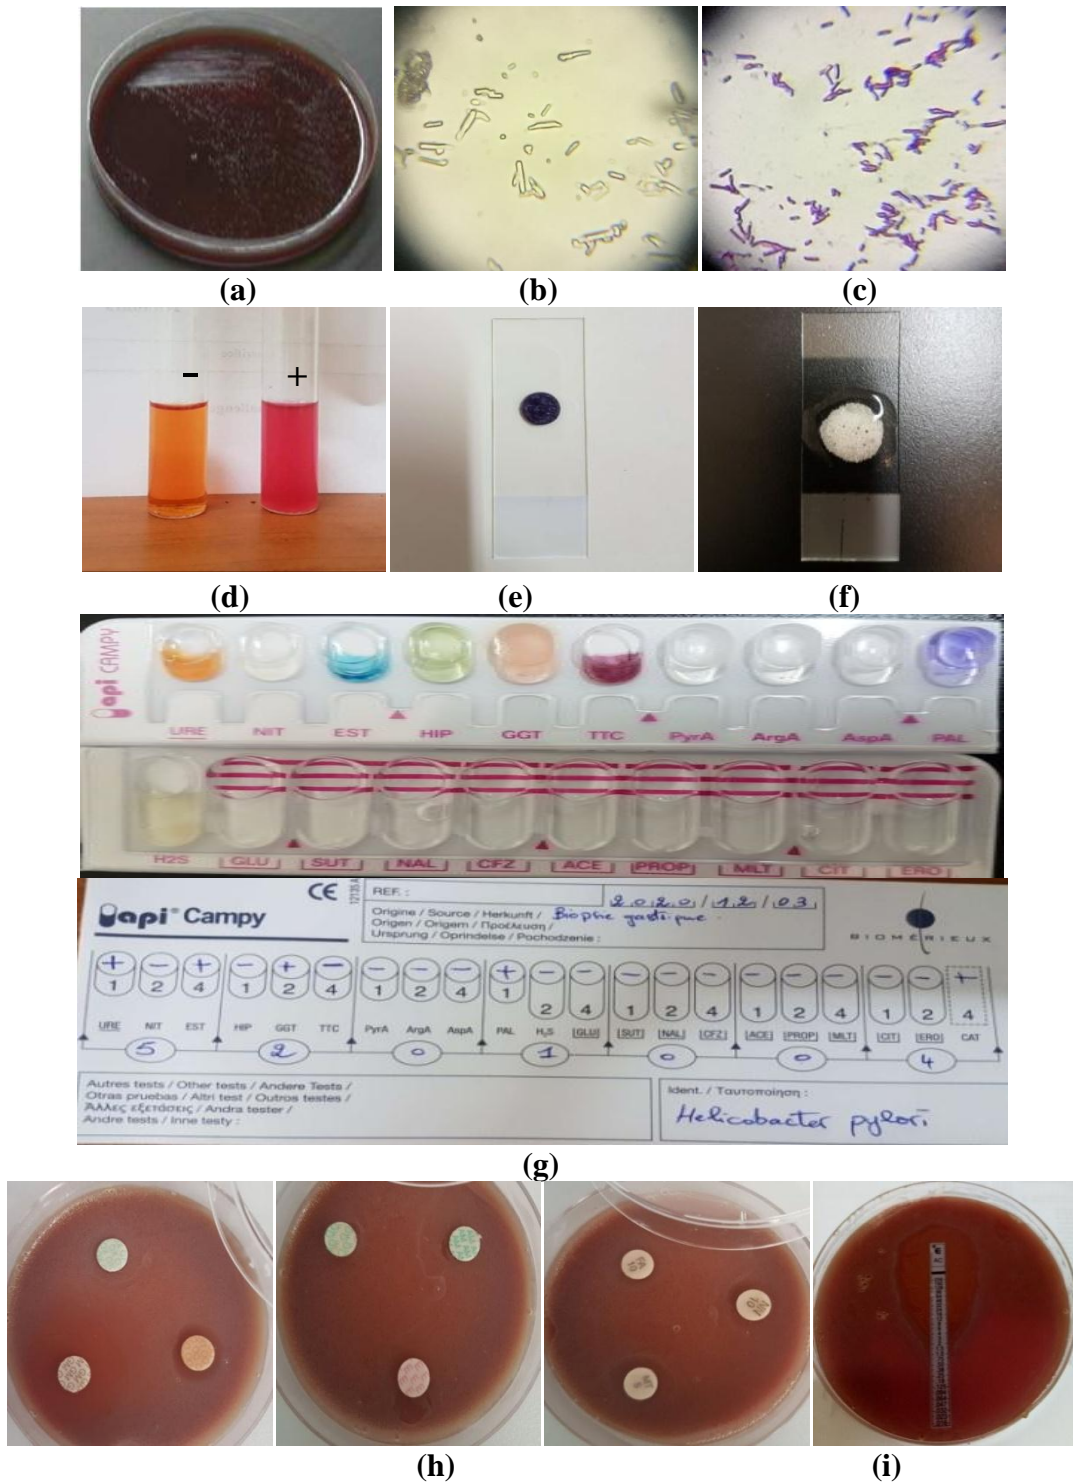 (a) (b) (c)
- +
(d) (e) (f)
api CAMPY
URE NIT EST HIP GGT TTC PyrA ArgA AspA PAL
H2S GLU SUT NAL CFZ ACE PROP MLT CIT ERO
api® Campy
CE
12135 A
REF. :
2020/12/03
Origine / Source / Herkunft /
Origen / Origem / Προέλευση /
Ursprung / Oprindelse / Pochodzenie :
gastrique
BIOMÉRIEUX
+ - + - + - - - - + - - - - - - - - - - +
1 2 4 1 2 4 1 2 4 1 2 4 1 2 4 1 2 4 1 2 4
URE NIT EST HIP GGT TTC PyrA ArgA AspA PAL H2S GLU SUT NAL CFZ ACE PROP MLT CIT ERO CAT
5 2 0 1 0 0 4
Autres tests / Other tests / Andere Tests /
Otras pruebas / Altri test / Outros testes /
Άλλες εξετάσεις / Andra tester /
Andre tests / Inne testy :
Ident. / Ταυτοποίηση :
Helicobacter pylori
(g)
(h) (i)